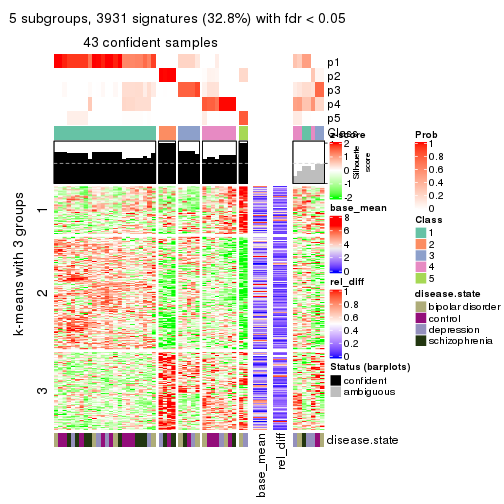 5 subgroups, 3931 signatures (32.8%) with fdr < 0.05
43 confident samples
p1
p2
p3
p4
p5
Class
k-means with 3 groups
1
2
3
Silhouette
score
z-score
2
1
0
-1
-2
base_mean
8
6
4
2
0
rel_diff
1
0.8
0.6
0.4
0.2
0
Status (barplots)
confident
ambiguous
Prob
1
0.8
0.6
0.4
0.2
0
Class
1
2
3
4
5
disease.state
bipolar disorder
control
depression
schizophrenia
disease.state
base_mean
rel_diff